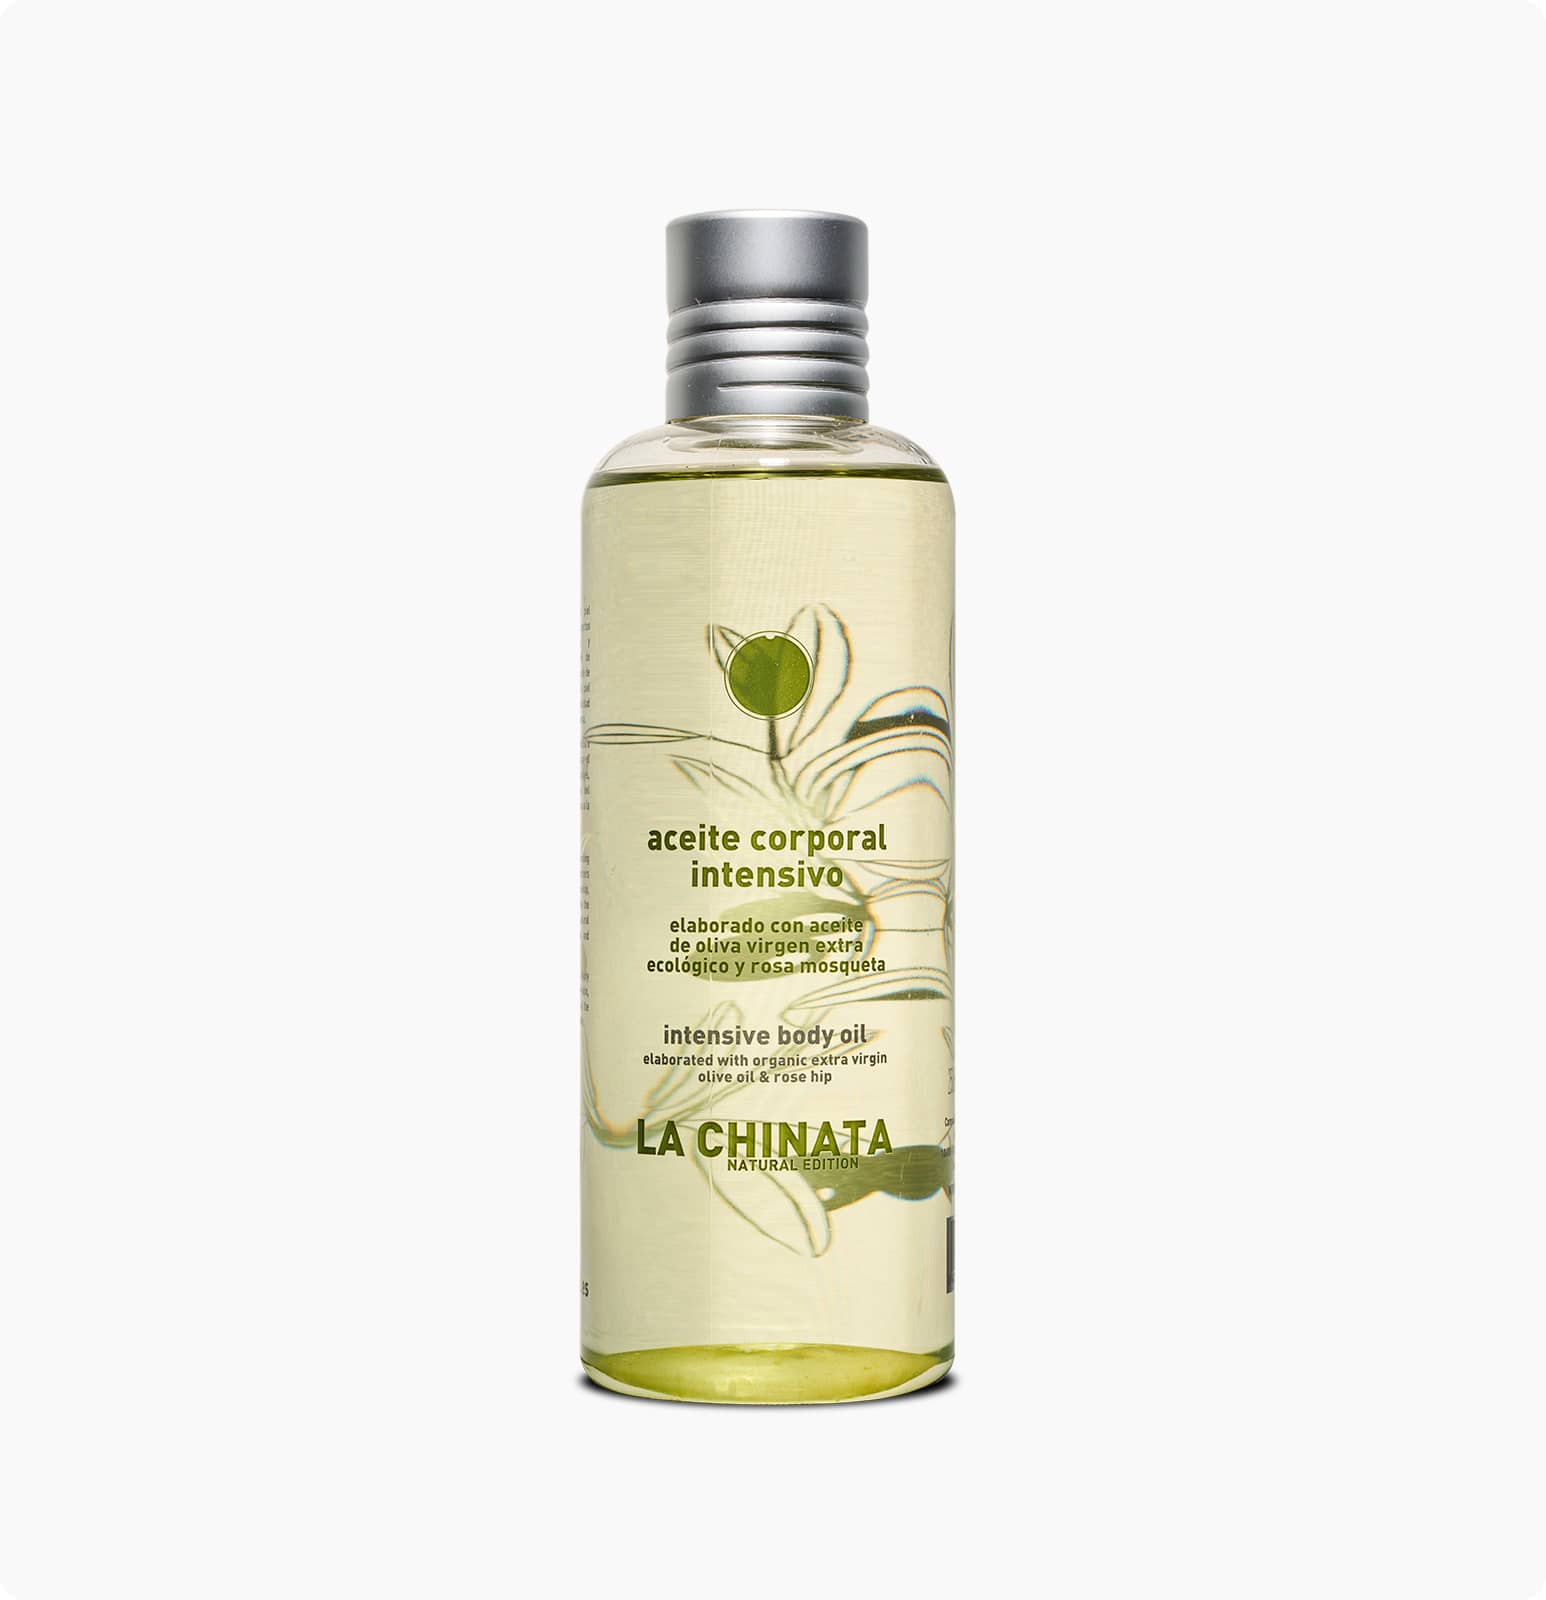 aceite corporal
intensivo
elaborado con aceite
de oliva virgen extra
ecológico y rosa mosqueta
intensive body oil
elaborated with organic extra virgin
olive oil & rose hip
LA CHINATA
NATURAL EDITION